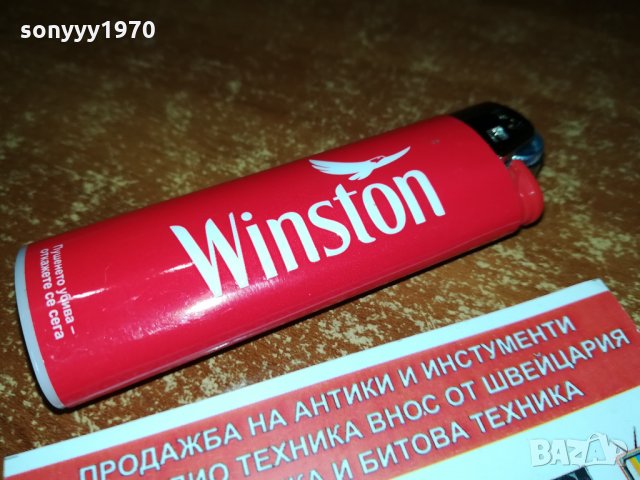 sonyyy1970
Winston
Пушенето убива –
откажете се сега
ПРОДАЖБА НА АНТИКИ И ИНСТУМЕНТИ
ТЕХНИКА ВНОС ОТ ШВЕЙЦАРИЯ
И БИТОВА ТЕХНИКА
BAZAR